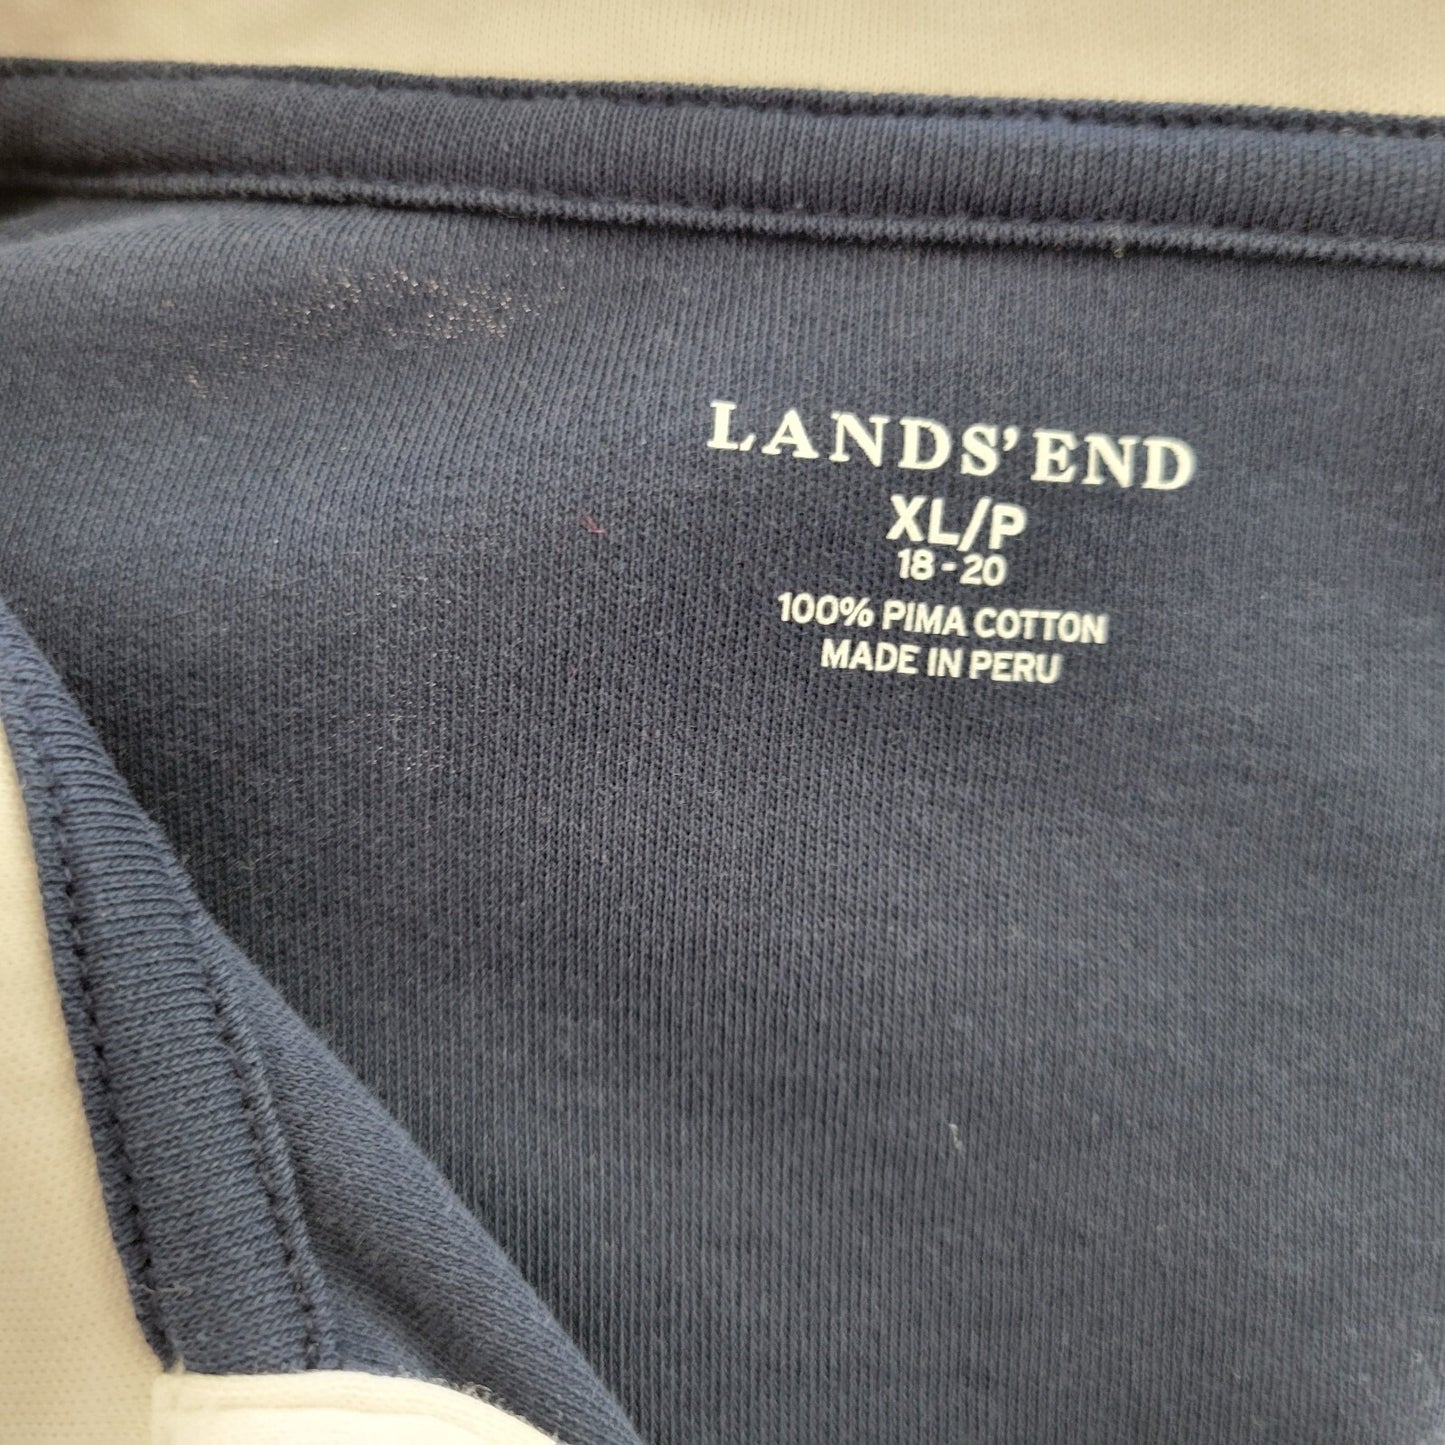 LANDS' END
XL/P
18 - 20
100% PIMA COTTON
MADE IN PERU